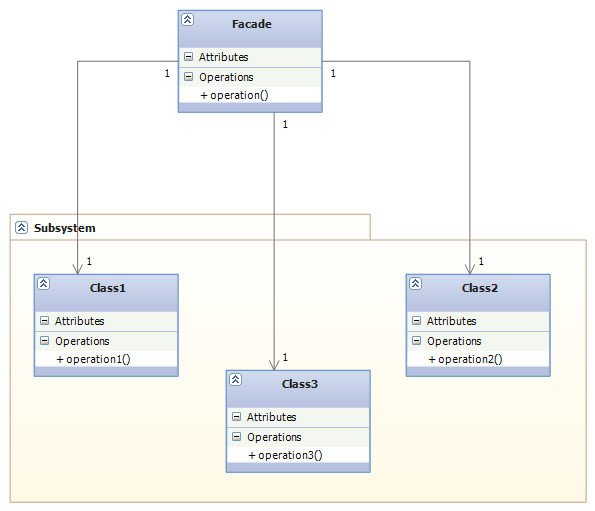 Facade
Attributes
Operations
+ operation()
1
1
1
Subsystem
1
1
Class1
Attributes
Operations
+ operation1()
Class2
Attributes
Operations
+ operation2()
1
Class3
Attributes
Operations
+ operation3()